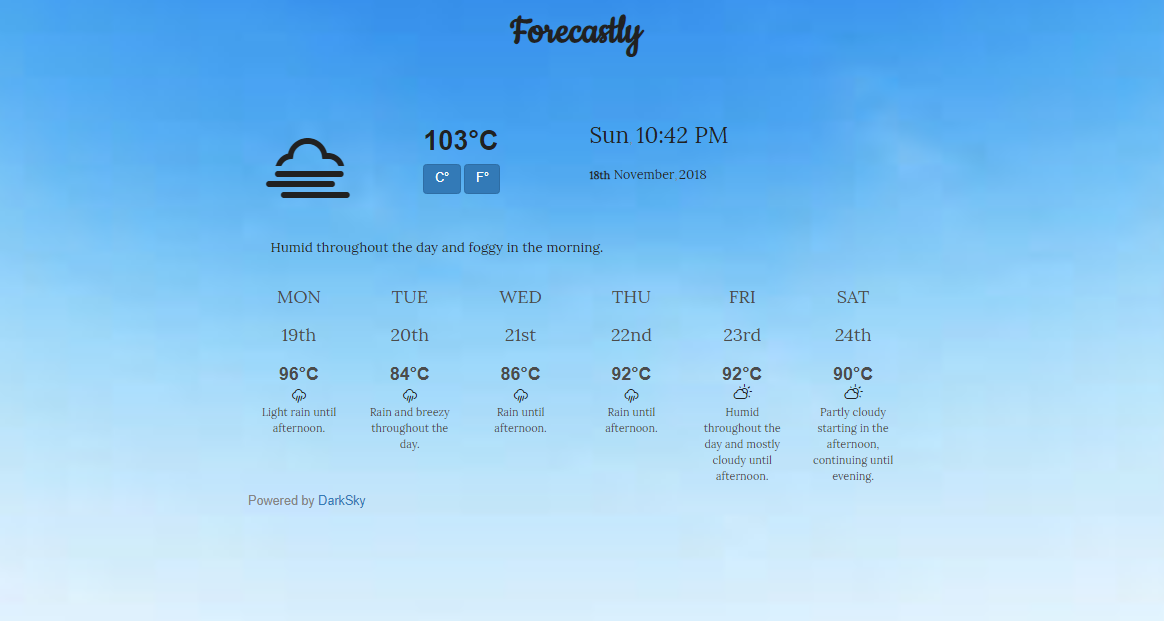 Forecastly
103°C
C° F°
Sun 10:42 PM
18th November 2018
Humid throughout the day and foggy in the morning.
MON TUE WED THU FRI SAT
19th 20th 21st 22nd 23rd 24th
96°C 84°C 86°C 92°C 92°C 90°C
Light rain until
afternoon.
Rain and breezy
throughout the
day.
Rain until
afternoon.
Rain until
afternoon.
Humid
throughout the
day and mostly
cloudy until
afternoon.
Partly cloudy
starting in the
afternoon,
continuing until
evening.
Powered by DarkSky